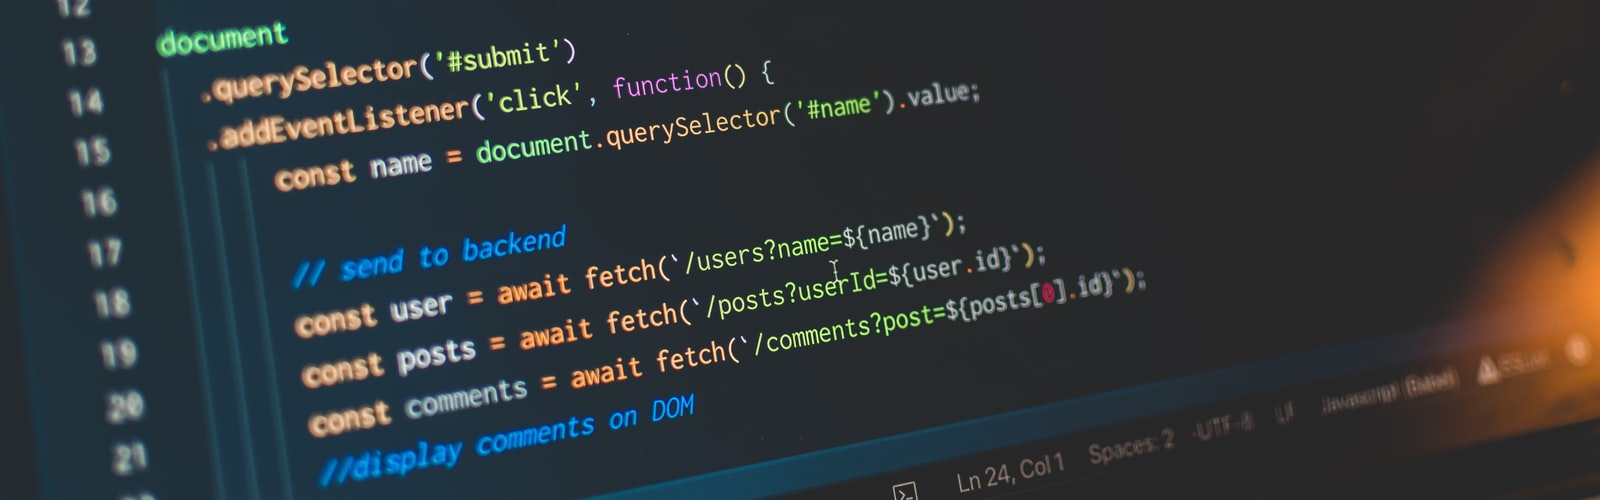 12
13 document
14 .querySelector('#submit')
15 .addEventListener('click', function() {
16 const name = document.querySelector('#name').value;
17
18 // send to backend
19 const user = await fetch(`/users?name=${name}`);
20 const posts = await fetch(`/posts?userId=${user.id}`);
21 const comments = await fetch(`/comments?post=${posts[0].id}`);
//display comments on DOM
Ln 24, Col 1 Spaces: 2 UTF-8 LF Javascript (Babel)